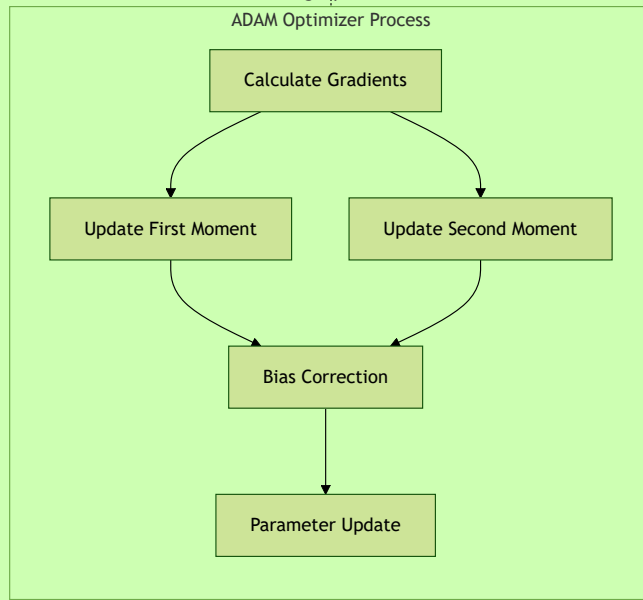 ADAM Optimizer Process
Calculate Gradients
Update First Moment
Update Second Moment
Bias Correction
Parameter Update